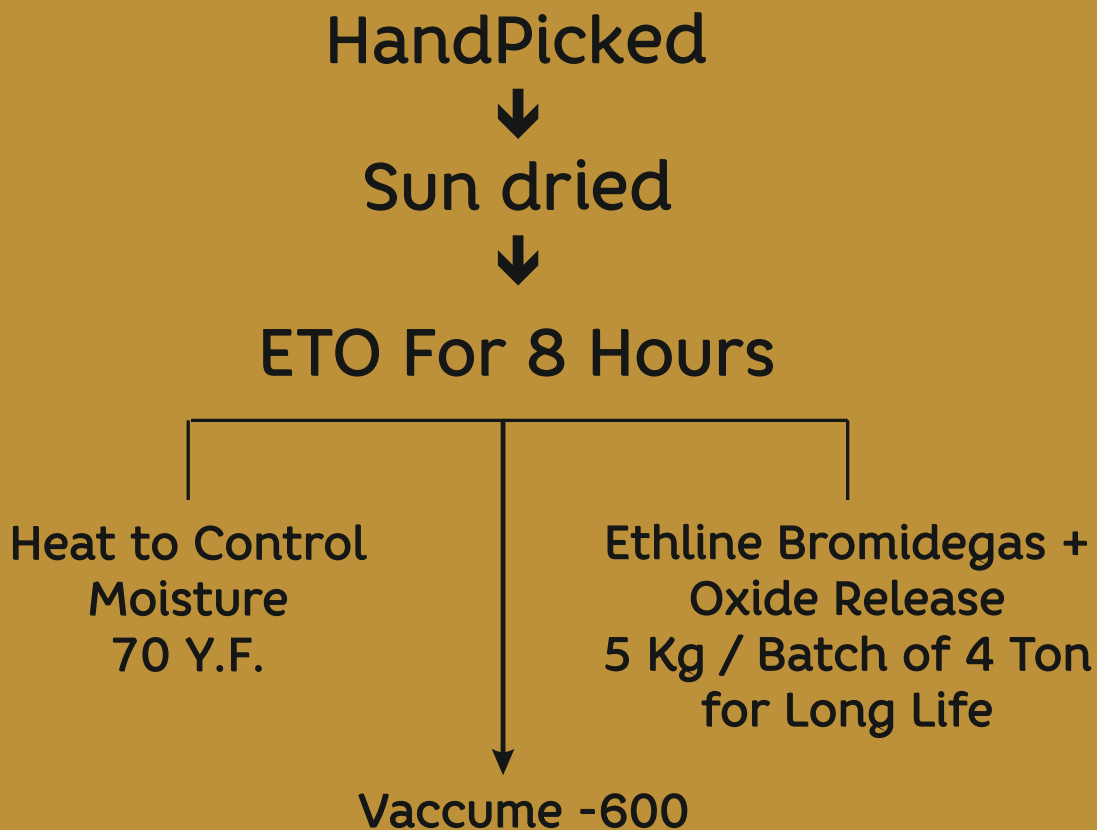 HandPicked
Sun dried
ETO For 8 Hours
Heat to Control
Moisture
70 Y.F.
Ethline Bromidegas +
Oxide Release
5 Kg / Batch of 4 Ton
for Long Life
Vaccume -600